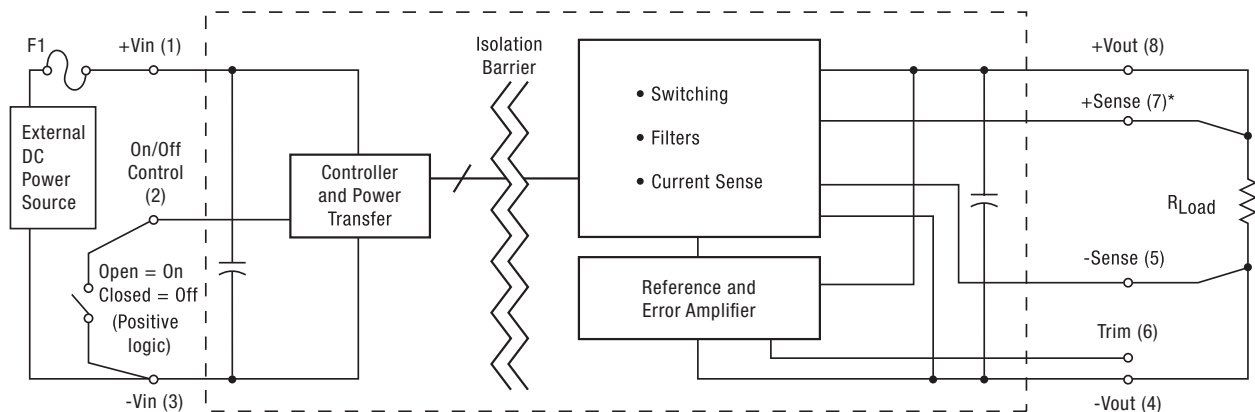 F1
+Vin (1)
External
DC
Power
Source
On/Off
Control
(2)
Open = On
Closed = Off
(Positive
logic)
-Vin (3)
Controller
and Power
Transfer
Isolation
Barrier
• Switching
• Filters
• Current Sense
Reference and
Error Amplifier
+Vout (8)
+Sense (7)*
RLoad
-Sense (5)
Trim (6)
-Vout (4)